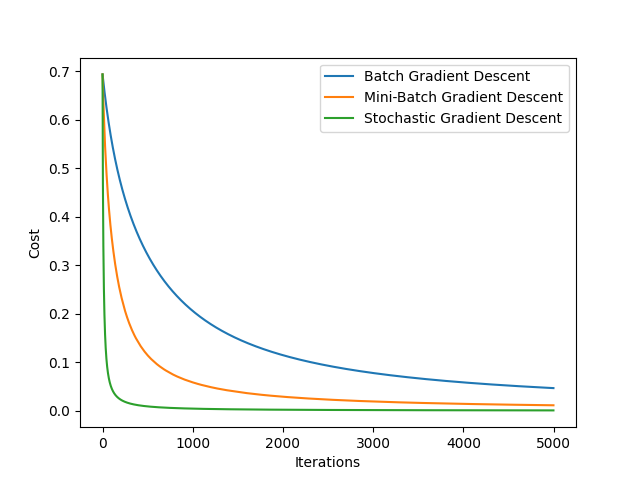 Batch Gradient Descent
Mini-Batch Gradient Descent
Stochastic Gradient Descent
0.7
0.6
0.5
0.4
0.3
0.2
0.1
0.0
Cost
0 1000 2000 3000 4000 5000
Iterations